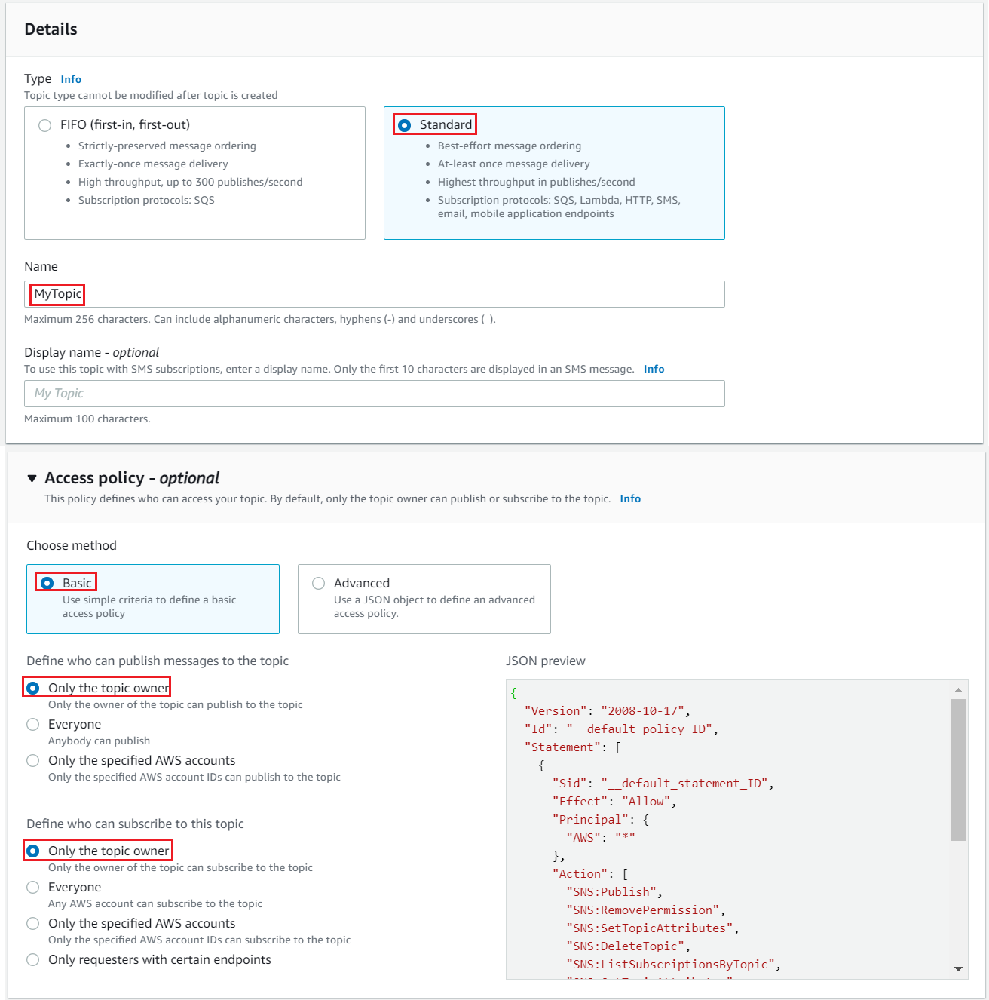 Details
Type Info
Topic type cannot be modified after topic is created
FIFO (first-in, first-out)
• Strictly-preserved message ordering
• Exactly-once message delivery
• High throughput, up to 300 publishes/second
• Subscription protocols: SQS
Standard
• Best-effort message ordering
• At-least once message delivery
• Highest throughput in publishes/second
• Subscription protocols: SQS, Lambda, HTTP, SMS,
email, mobile application endpoints
Name
MyTopic
Maximum 256 characters. Can include alphanumeric characters, hyphens (-) and underscores (_).
Display name - optional
To use this topic with SMS subscriptions, enter a display name. Only the first 10 characters are displayed in an SMS message. Info
My Topic
Maximum 100 characters.
Access policy - optional
This policy defines who can access your topic. By default, only the topic owner can publish or subscribe to the topic. Info
Choose method
Basic
Use simple criteria to define a basic
access policy
Advanced
Use a JSON object to define an advanced
access policy.
Define who can publish messages to the topic
Only the topic owner
Only the owner of the topic can publish to the topic
Everyone
Anybody can publish
Only the specified AWS accounts
Only the specified AWS account IDs can publish to the topic
Define who can subscribe to this topic
Only the topic owner
Only the owner of the topic can subscribe to the topic
Everyone
Any AWS account can subscribe to the topic
Only the specified AWS accounts
Only the specified AWS account IDs can subscribe to the topic
Only requesters with certain endpoints
JSON preview
{
"Version": "2008-10-17",
"Id": "__default_policy_ID",
"Statement": [
{
"Sid": "__default_statement_ID",
"Effect": "Allow",
"Principal": {
"AWS": "*"
},
"Action": [
"SNS:Publish",
"SNS:RemovePermission",
"SNS:SetTopicAttributes",
"SNS:DeleteTopic",
"SNS:ListSubscriptionsByTopic",